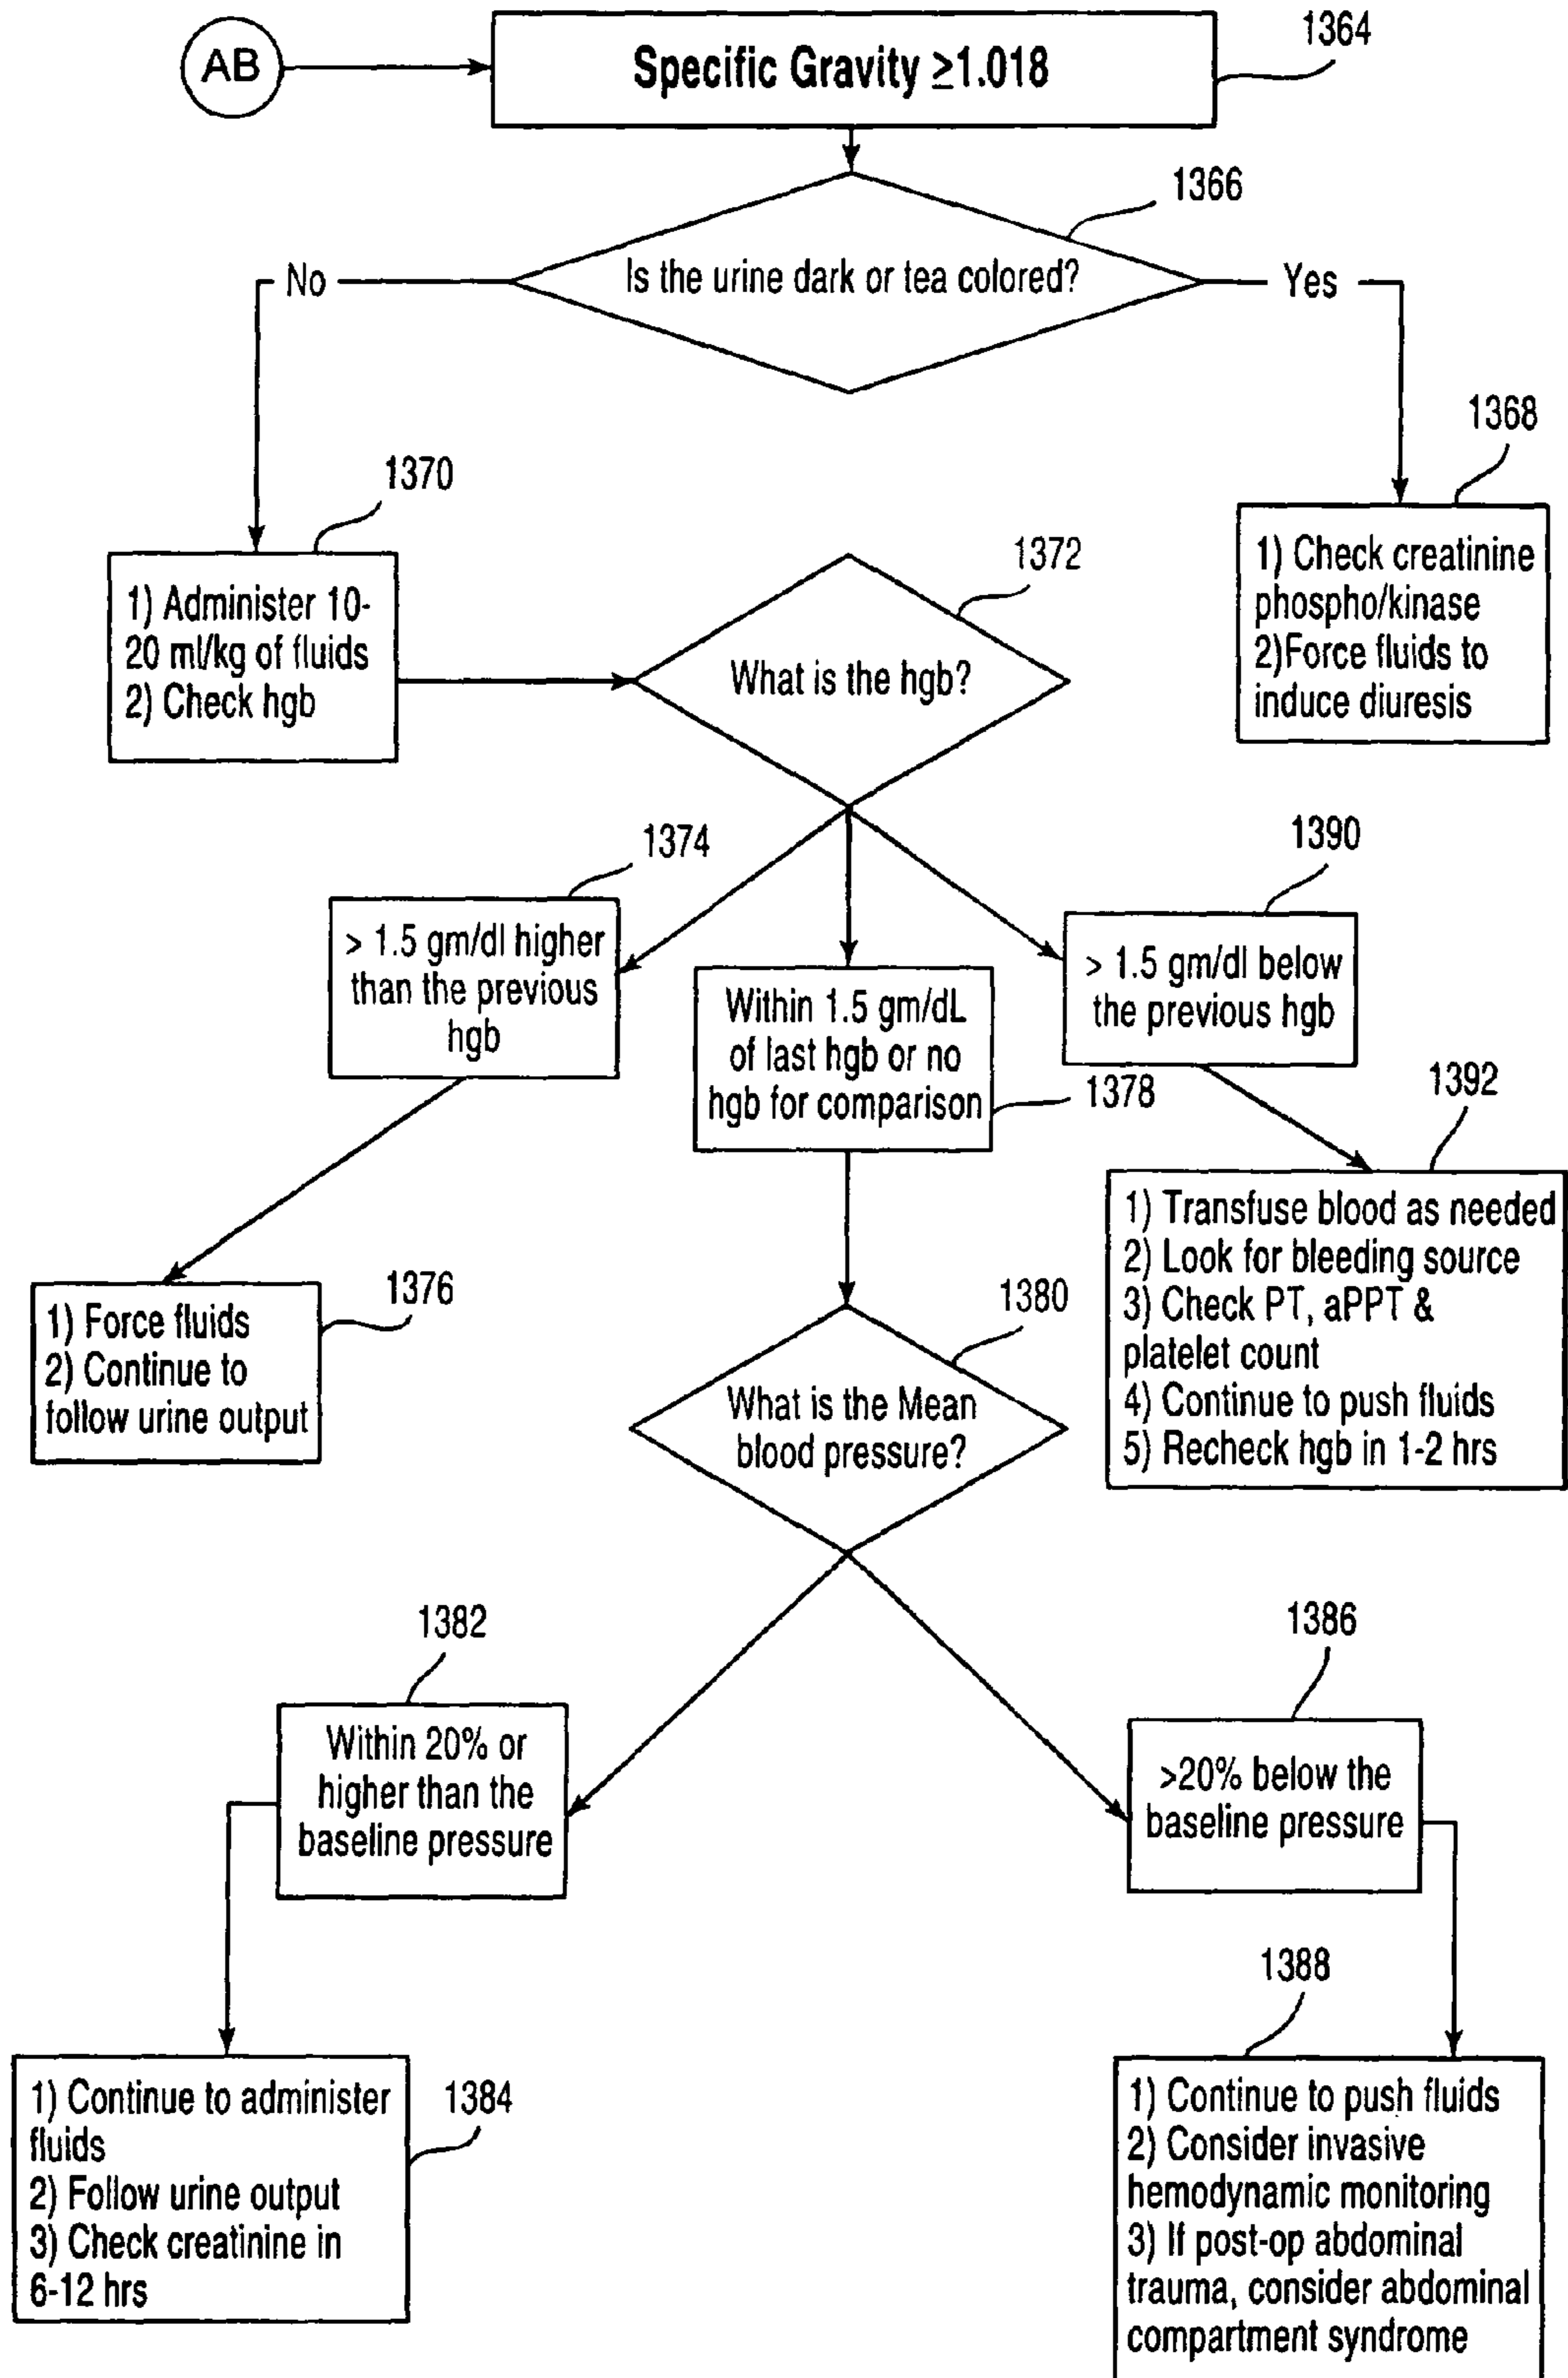 AB
Specific Gravity ≥1.018
1364
1366
Is the urine dark or tea colored?
No
Yes
1368
1) Check creatinine
phospho/kinase
2)Force fluids to
induce diuresis
1370
1) Administer 10-
20 ml/kg of fluids
2) Check hgb
1372
What is the hgb?
1374
> 1.5 gm/dl higher
than the previous
hgb
1390
> 1.5 gm/dl below
the previous hgb
Within 1.5 gm/dL
of last hgb or no
hgb for comparison
1378
1392
1) Transfuse blood as needed
2) Look for bleeding source
3) Check PT, aPPT &
platelet count
4) Continue to push fluids
5) Recheck hgb in 1-2 hrs
1376
1) Force fluids
2) Continue to
follow urine output
1380
What is the Mean
blood pressure?
1382
Within 20% or
higher than the
baseline pressure
1386
>20% below the
baseline pressure
1384
1) Continue to administer
fluids
2) Follow urine output
3) Check creatinine in
6-12 hrs
1388
1) Continue to push fluids
2) Consider invasive
hemodynamic monitoring
3) If post-op abdominal
trauma, consider abdominal
compartment syndrome